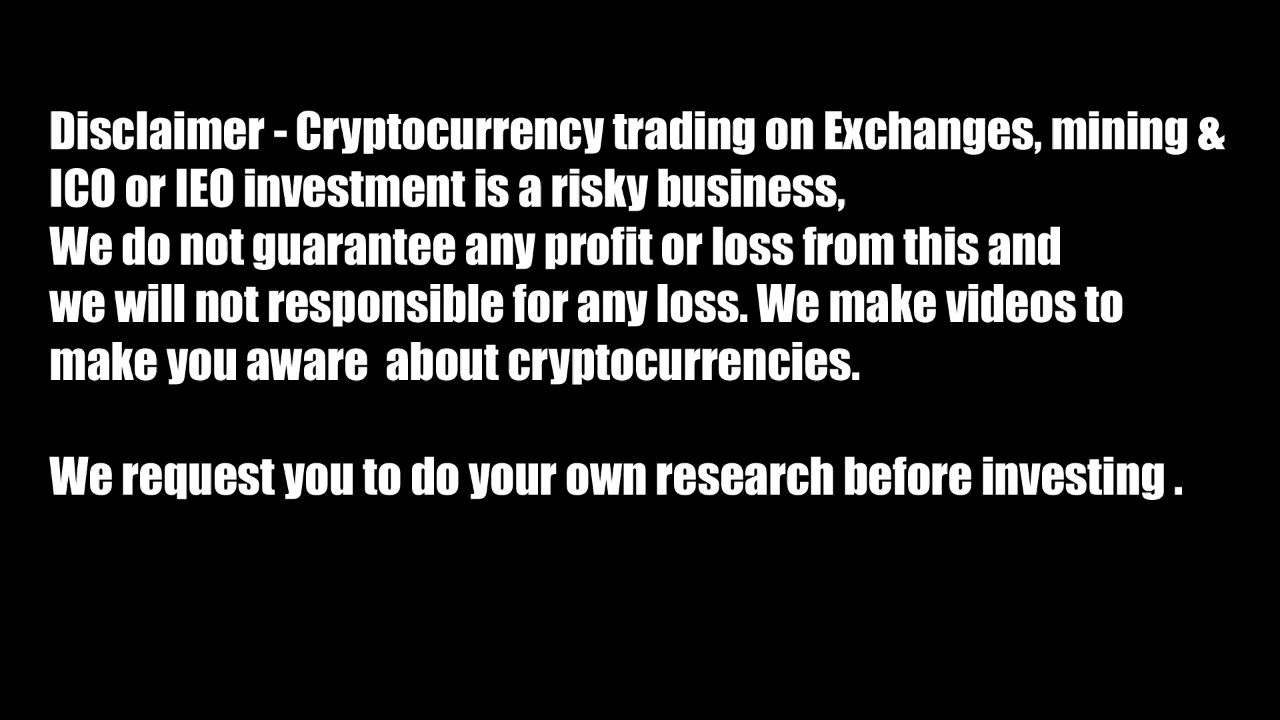 Disclaimer - Cryptocurrency trading on Exchanges, mining &
ICO or IEO investment is a risky business,
We do not guarantee any profit or loss from this and
we will not responsible for any loss. We make videos to
make you aware  about cryptocurrencies.
We request you to do your own research before investing .